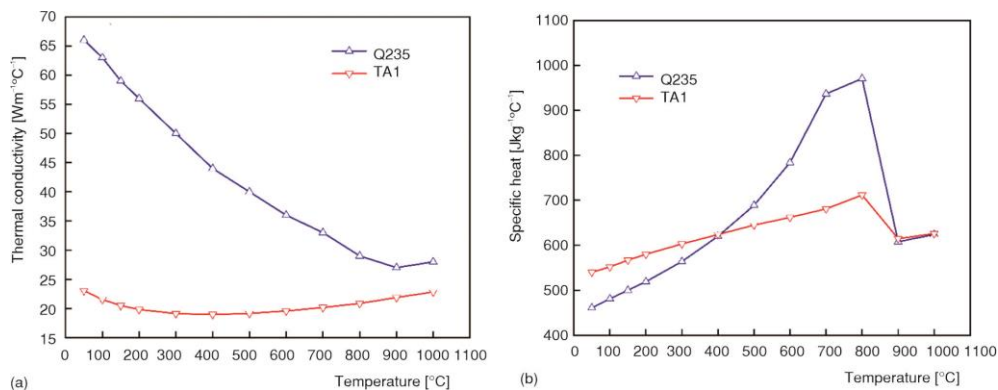 70
65
60
55
50
45
40
35
30
25
20
15
Thermal conductivity [Wm⁻¹ᵒC⁻¹]
Q235
TA1
0 100 200 300 400 500 600 700 800 900 1000 1100
(a)
Temperature [°C]
1100
1000
900
800
700
600
500
400
Specific heat [Jkg⁻¹ᵒC⁻¹]
Q235
TA1
0 100 200 300 400 500 600 700 800 900 1000 1100
(b)
Temperature [°C]